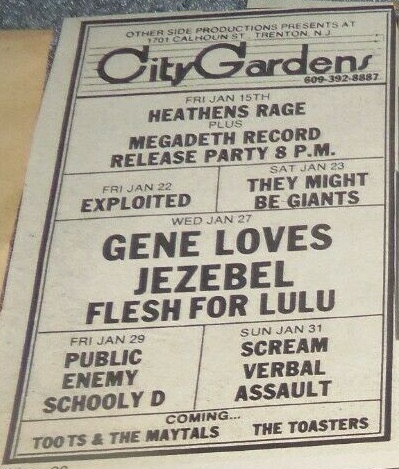 OTHER SIDE PRODUCTIONS PRESENTS AT
1701 CALHOUN ST., TRENTON, N.J.
City Gardens
609-392-8887
FRI JAN 15TH
HEATHENS RAGE
PLUS
MEGADETH RECORD
RELEASE PARTY 8 P.M.
FRI JAN 22
EXPLOITED
SAT JAN 23
THEY MIGHT
BE GIANTS
WED JAN 27
GENE LOVES
JEZEBEL
FLESH FOR LULU
FRI JAN 29
PUBLIC
ENEMY
SCHOOLY D
SUN JAN 31
SCREAM
VERBAL
ASSAULT
COMING...
TOOTS & THE MAYTALS THE TOASTERS